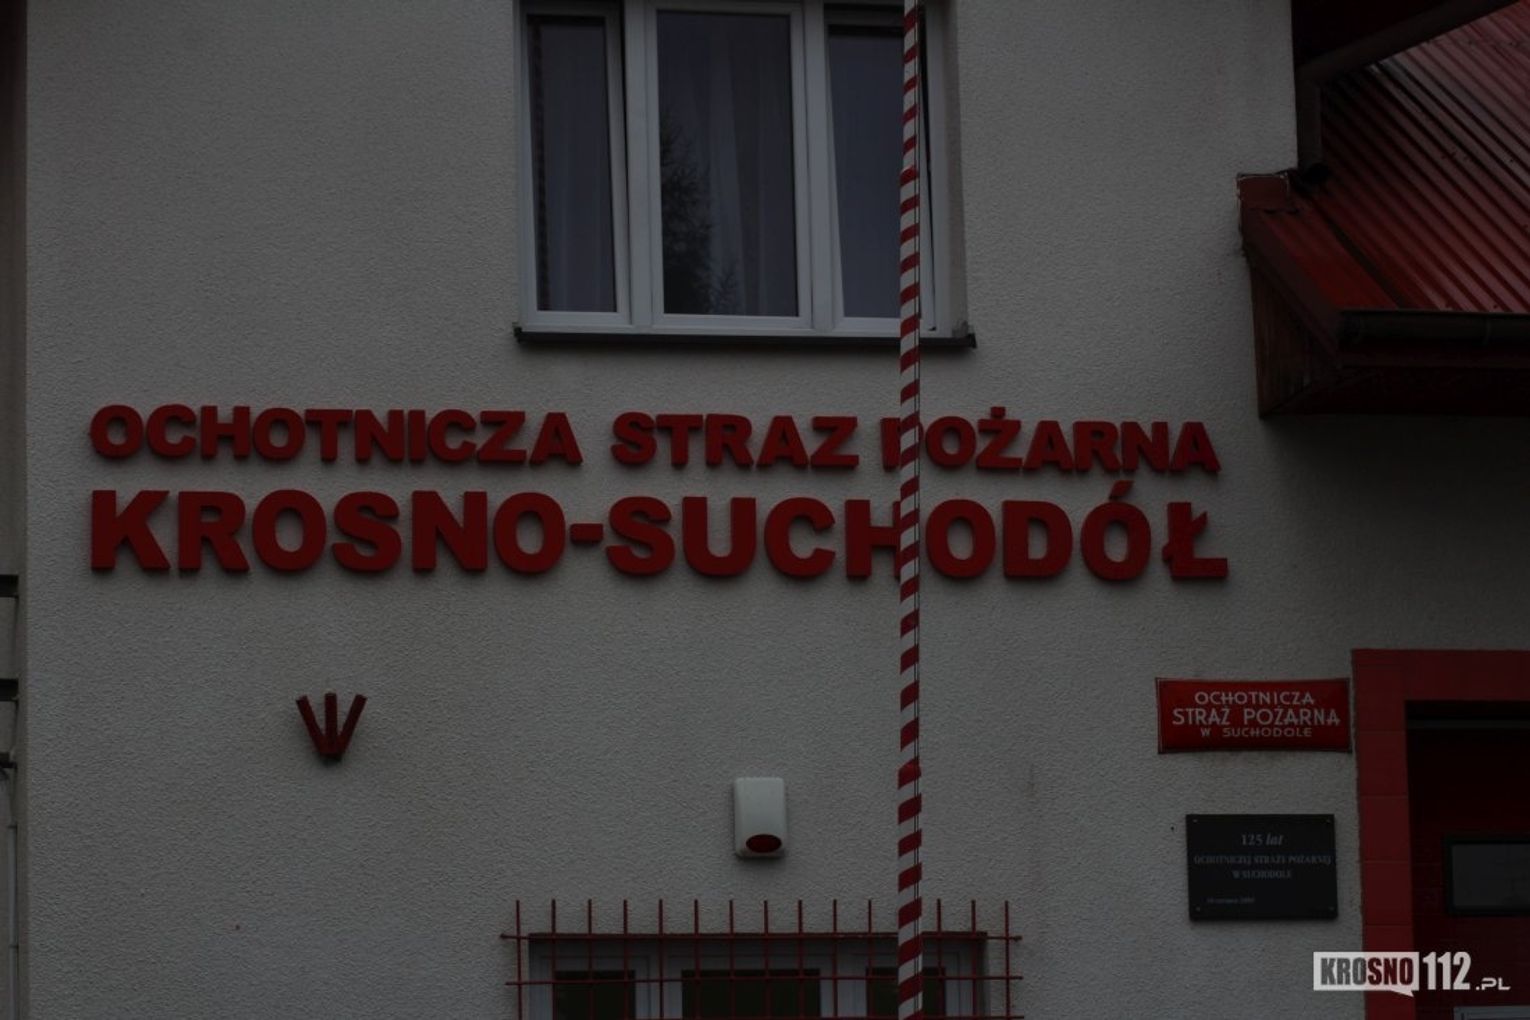 OCHOTNICZA STRAZ POŻARNA
KROSNO-SUCHODÓŁ
OCHOTNICZA
STRAŻ POŻARNA
W SUCHODOLE
125 lat
OCHOTNICZEJ STRAŻY POŻARNEJ
W SUCHODOLE
KROSNO112.PL